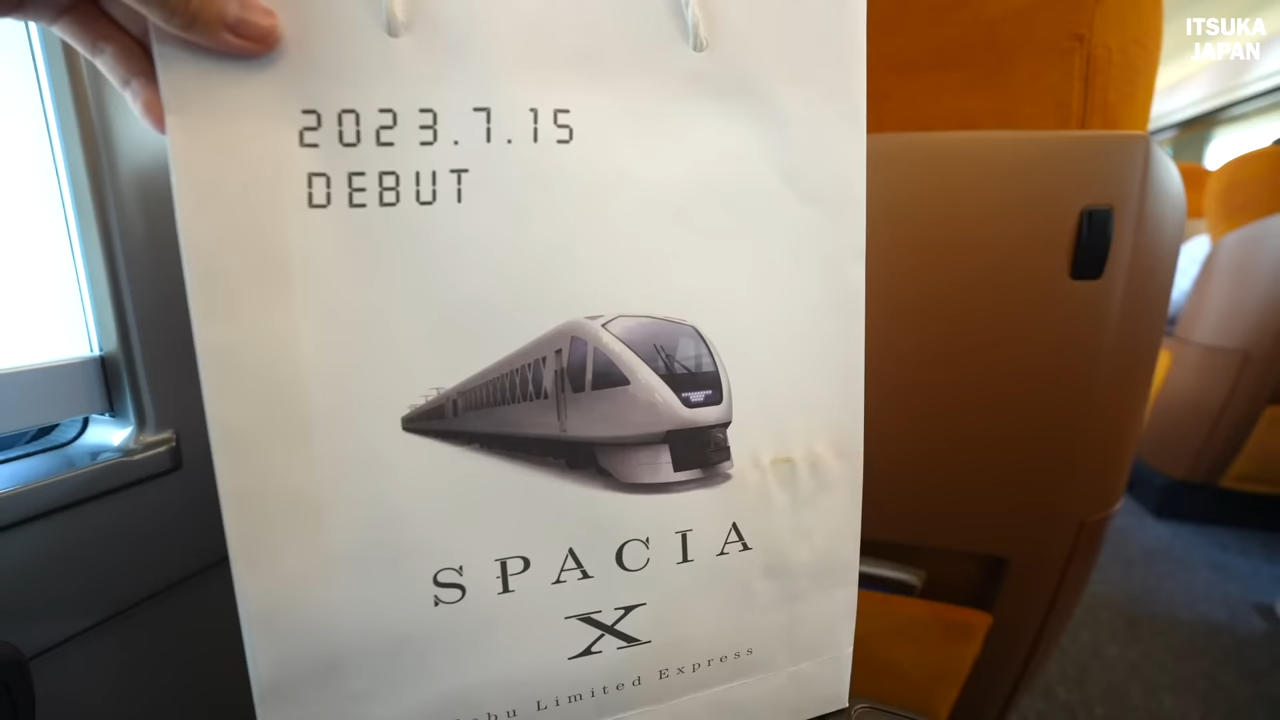 ITSUKA
JAPAN
2023.7.15
DEBUT
SPACIA
X
Limited Express